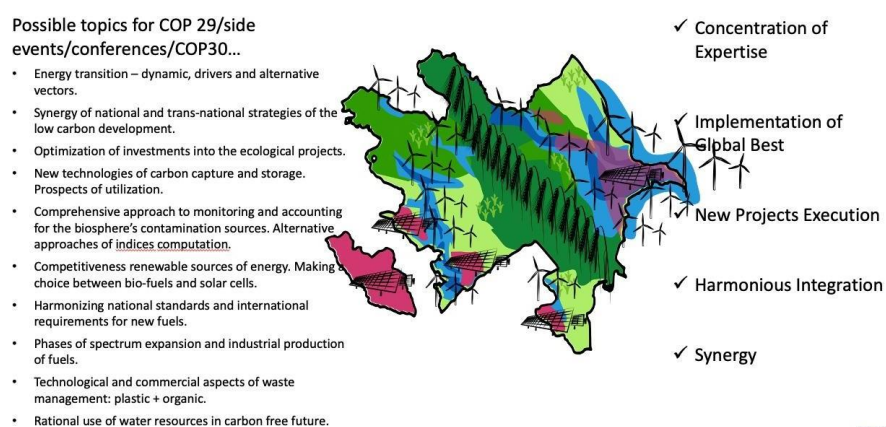 Possible topics for COP 29/side
events/conferences/COP30...
• Energy transition – dynamic, drivers and alternative
vectors.
• Synergy of national and trans-national strategies of the
low carbon development.
• Optimization of investments into the ecological projects.
• New technologies of carbon capture and storage.
Prospects of utilization.
• Comprehensive approach to monitoring and accounting
for the biosphere's contamination sources. Alternative
approaches of indices computation.
• Competitiveness renewable sources of energy. Making a
choice between bio-fuels and solar cells.
• Harmonizing national standards and international
requirements for new fuels.
• Phases of spectrum expansion and industrial production
of fuels.
• Technological and commercial aspects of waste
management: plastic + organic.
• Rational use of water resources in carbon free future.
✓ Concentration of
Expertise
✓ Implementation of
Global Best
✓ New Projects Execution
✓ Harmonious Integration
✓ Synergy